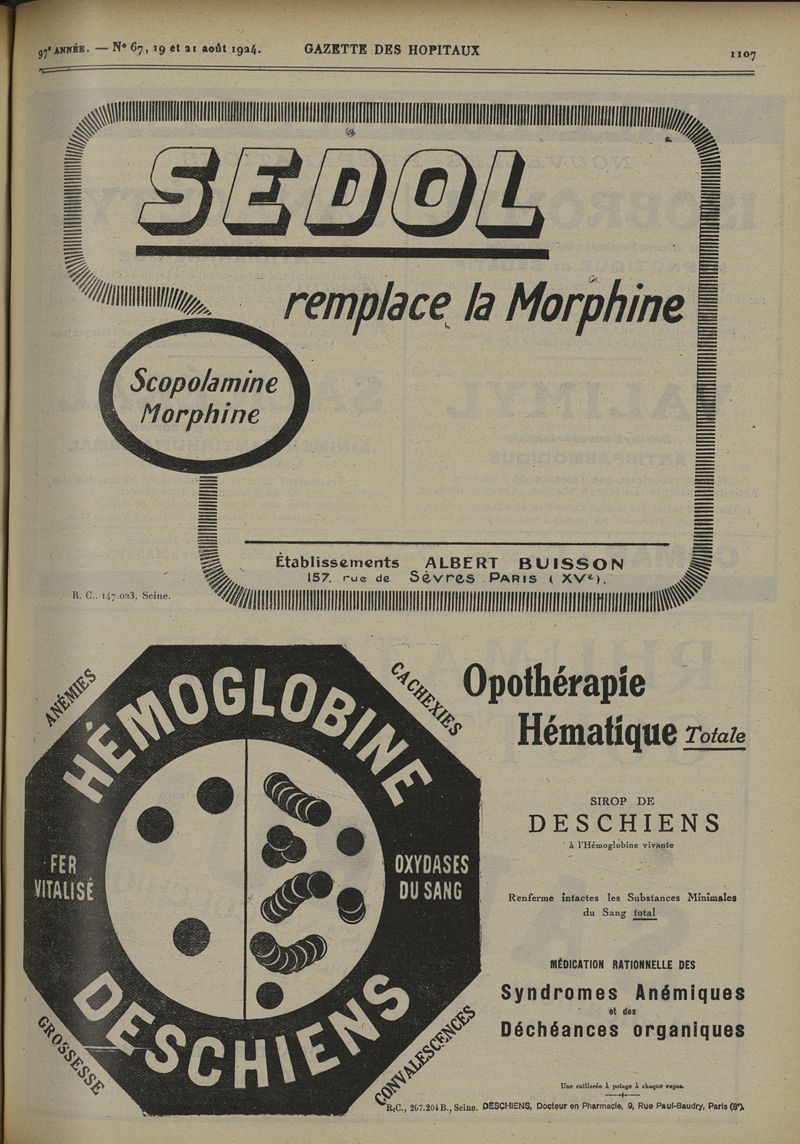 97ᵉ ANNÉE. — Nº 67, 19 et 21 août 1924. GAZETTE DES HOPITAUX 1107
SEDOL
remplace la Morphine
Scopolamine
Morphine
Établissements ALBERT BUISSON
157, rue de Sèvres PARIS (XVᵉ).
R. C., 147.023, Seine.
ANÉMIES
CACHEXIES
HÉMOGLOBINE
FER
VITALISÉ
OXYDASES
DU SANG
DESCHIENS
GROSSESSE
CONVALESCENCES
Opothérapie
Hématique Totale
SIROP DE
DESCHIENS
à l'Hémoglobine vivante
Renferme intactes les Substances Minimales
du Sang total
MÉDICATION RATIONNELLE DES
Syndromes Anémiques
et des
Déchéances organiques
Une cuillerée à potage à chaque repas.
R.C., 207.204 B., Seine. DESCHIENS, Docteur en Pharmacie, 9, Rue Paul-Baudry, Paris (8ᵉ).